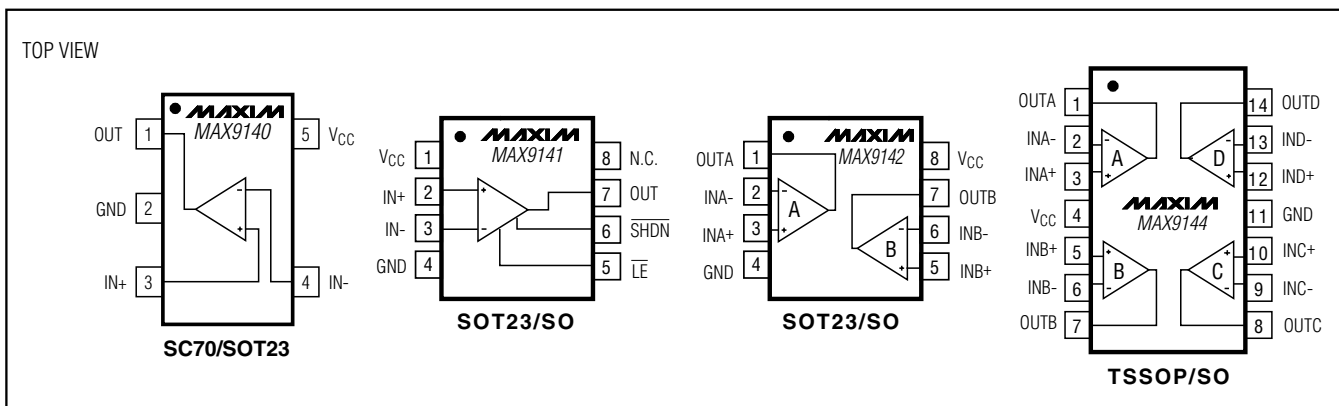 TOP VIEW
MAXIM
MAX9140
OUT 1
5 VCC
GND 2
IN+ 3
4 IN-
SC70/SOT23
MAXIM
MAX9141
VCC 1
8 N.C.
IN+ 2
+
7 OUT
IN- 3
-
6 SHDN
GND 4
5 LE
SOT23/SO
MAXIM
MAX9142
OUTA 1
8 VCC
INA- 2
-
A
7 OUTB
INA+ 3
+
B
-
6 INB-
GND 4
+
5 INB+
SOT23/SO
OUTA 1
14 OUTD
INA- 2
-
A
D
-
13 IND-
INA+ 3
+
+
12 IND+
VCC 4
MAXIM
MAX9144
11 GND
INB+ 5
+
B
C
+
10 INC+
INB- 6
-
-
9 INC-
OUTB 7
8 OUTC
TSSOP/SO